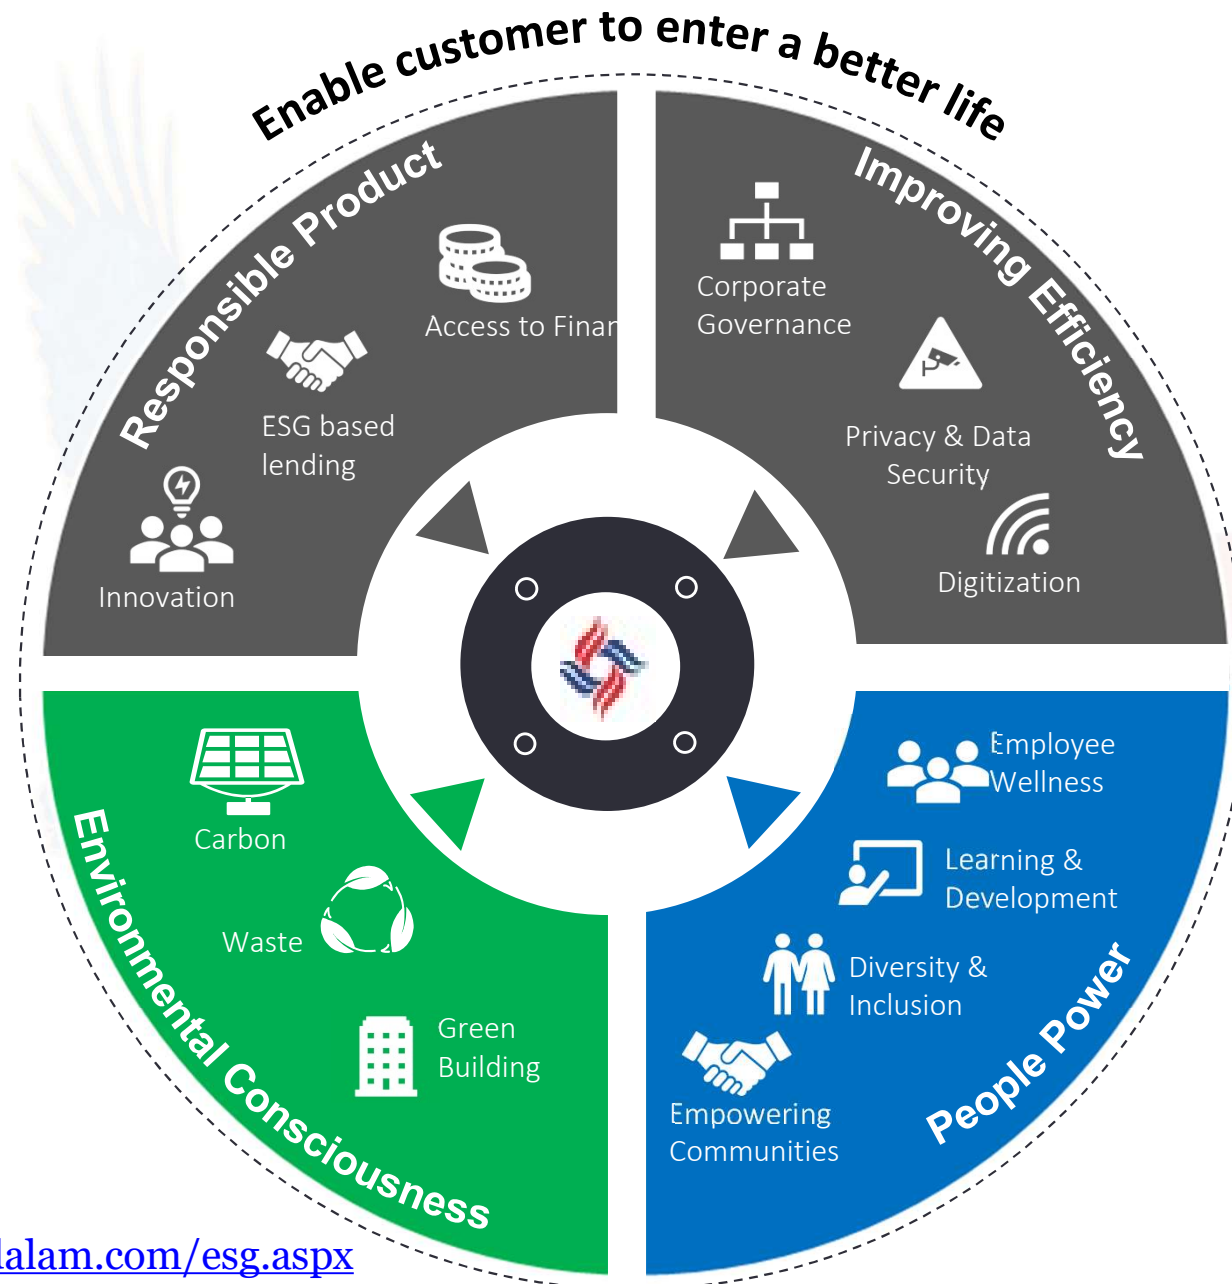 Enable customer to enter a better life
Responsible Product
Access to Finan
ESG based
lending
Innovation
Improving Efficiency
Corporate
Governance
Privacy & Data
Security
Digitization
Environmental Consciousness
Carbon
Waste
Green
Building
Employee
Wellness
Learning &
Development
Diversity &
Inclusion
Empowering
Communities
People Power
lalam.com/esg.aspx